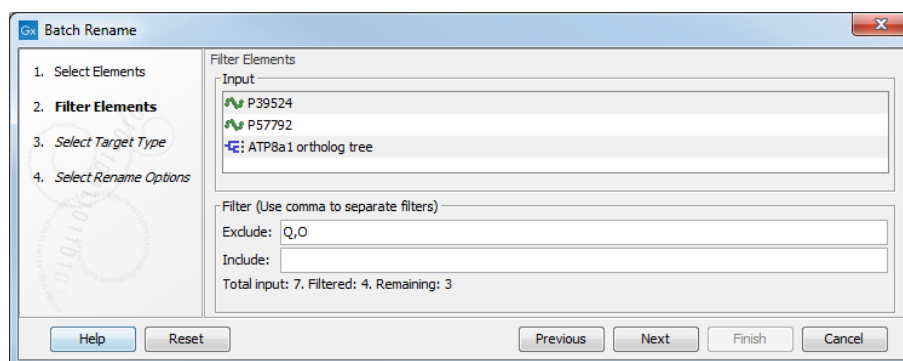 Gx Batch Rename
1. Select Elements
2. Filter Elements
3. Select Target Type
4. Select Rename Options
Filter Elements
Input
P39524
P57792
ATP8a1 ortholog tree
Filter (Use comma to separate filters)
Exclude: Q,O
Include:
Total input: 7. Filtered: 4. Remaining: 3
Help Reset Previous Next Finish Cancel